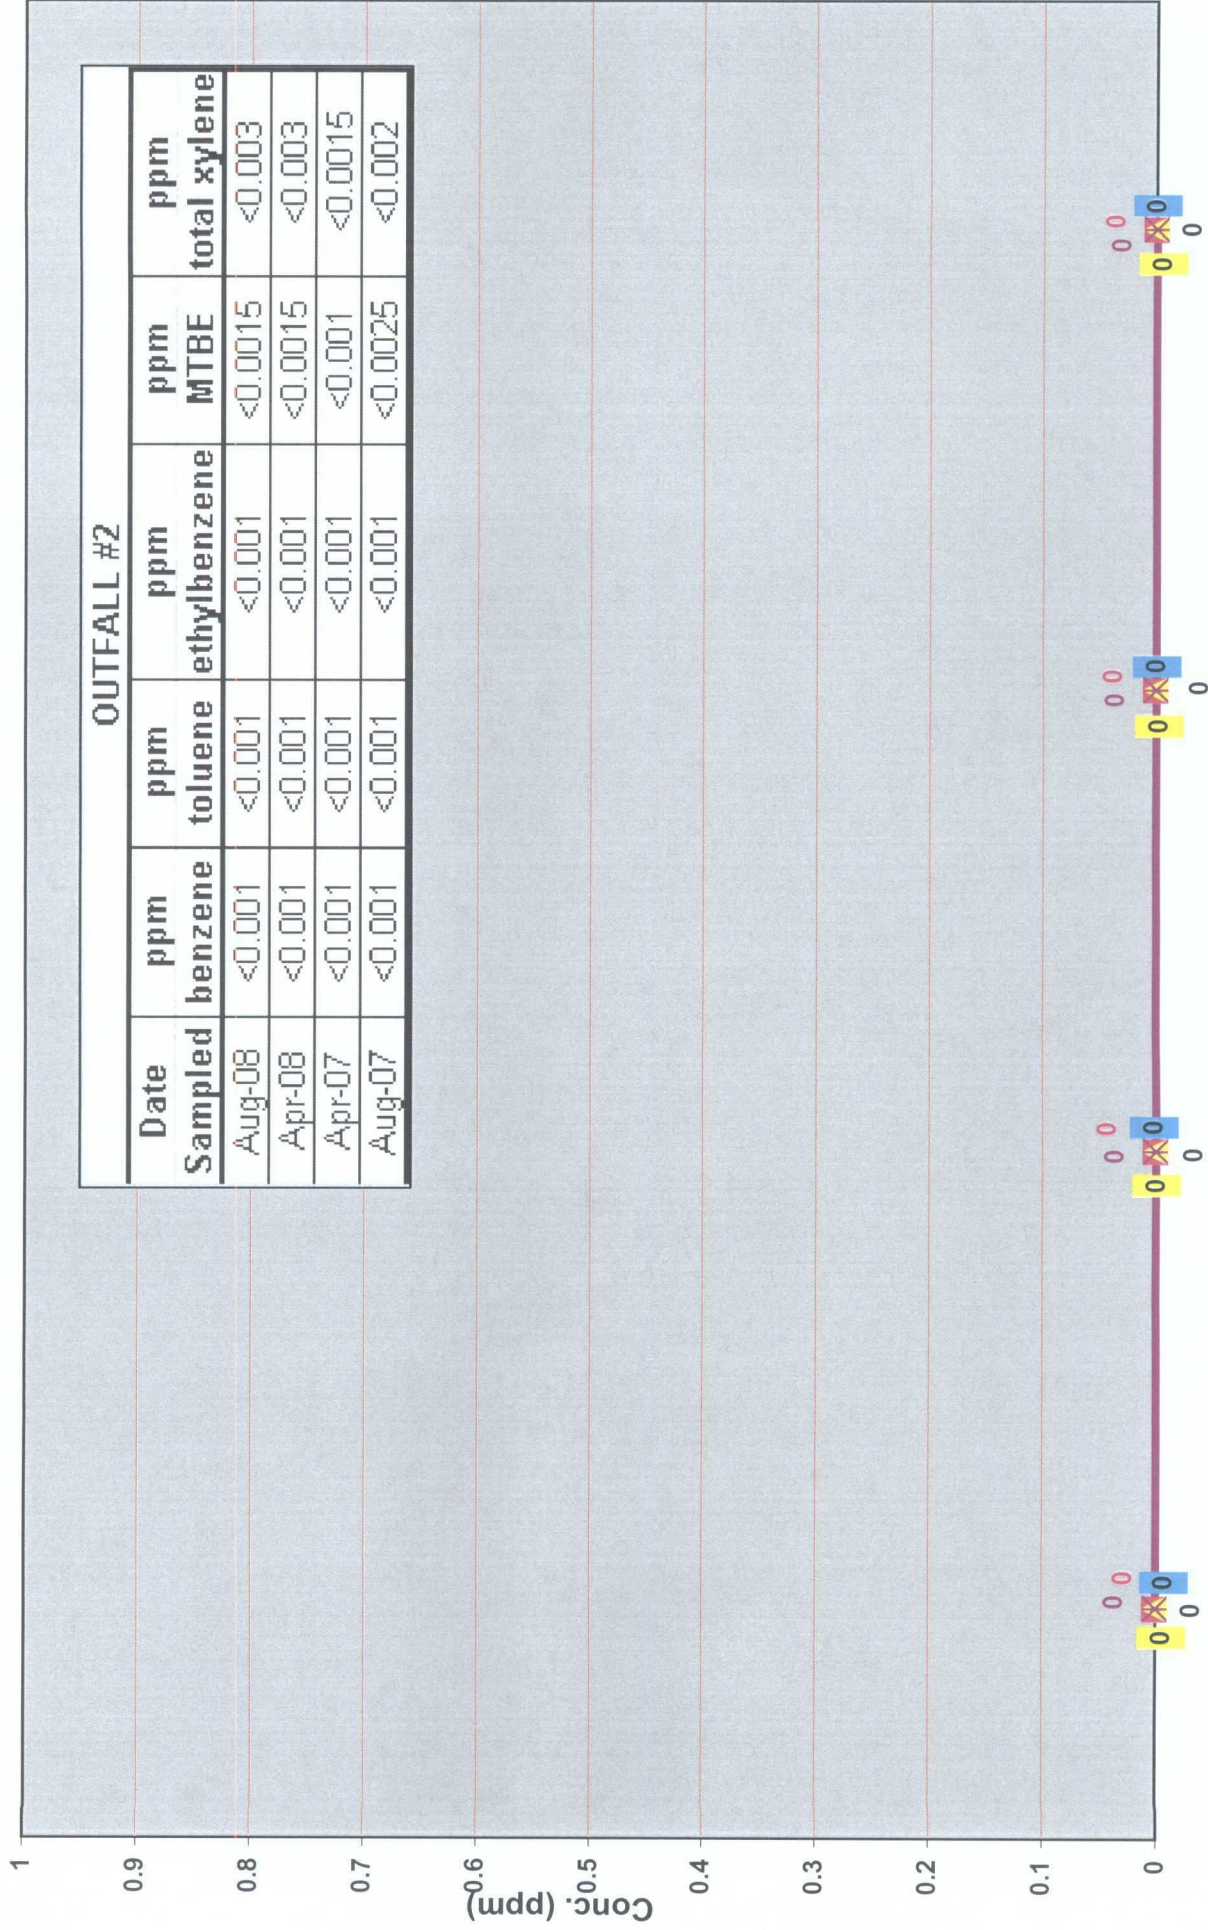 OUTFALL #2
Date ppm ppm ppm ppm ppm
Sampled benzene toluene ethylbenzene MTBE total xylene
Aug-08 <0.001 <0.001 <0.001 <0.0015 <0.003
Apr-08 <0.001 <0.001 <0.001 <0.0015 <0.003
Apr-07 <0.001 <0.001 <0.001 <0.001 <0.0015
Aug-07 <0.001 <0.001 <0.001 <0.0025 <0.002
Conc. (ppm)
1
0.9
0.8
0.7
0.6
0.5
0.4
0.3
0.2
0.1
0
0 0 0 0 0
0 0 0 0 0
0 0 0 0 0
0 0 0 0 0